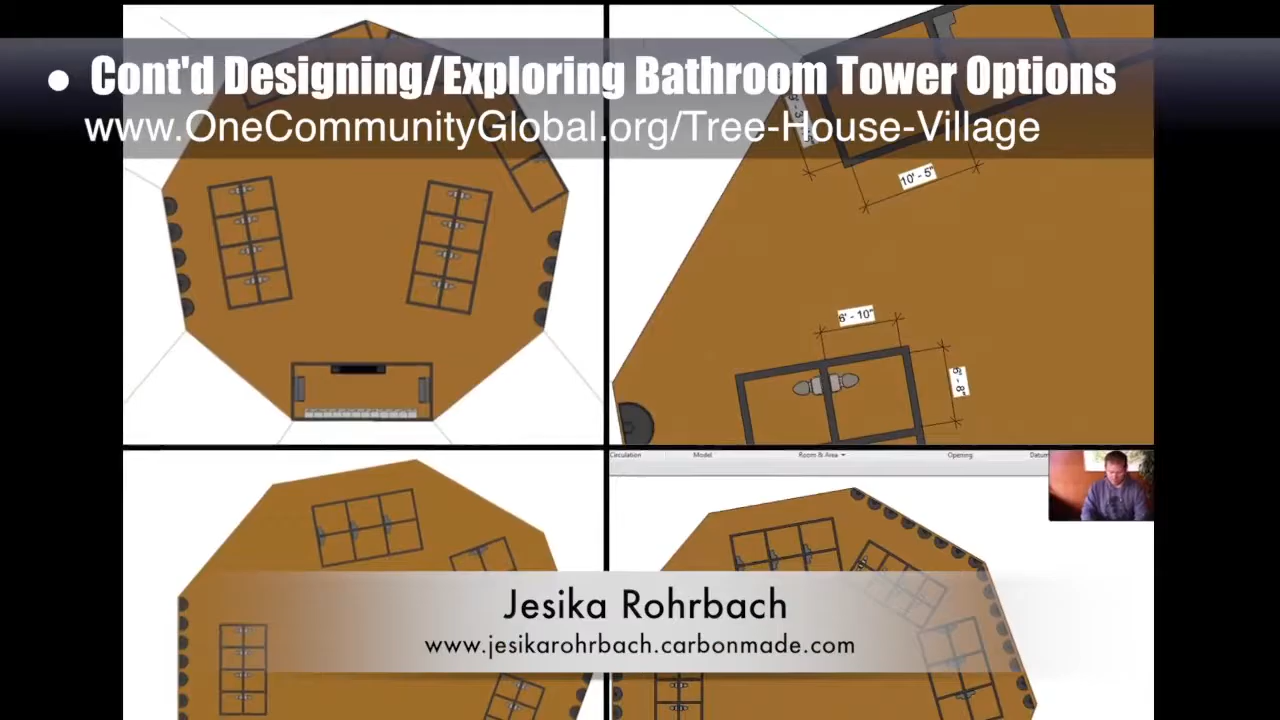 • Cont'd Designing/Exploring Bathroom Tower Options
www.OneCommunityGlobal.org/Tree-House-Village
10' - 5"
6' - 10"
Circulation Model Room & Area Opening
Jesika Rohrbach
www.jesikarohrbach.carbonmade.com